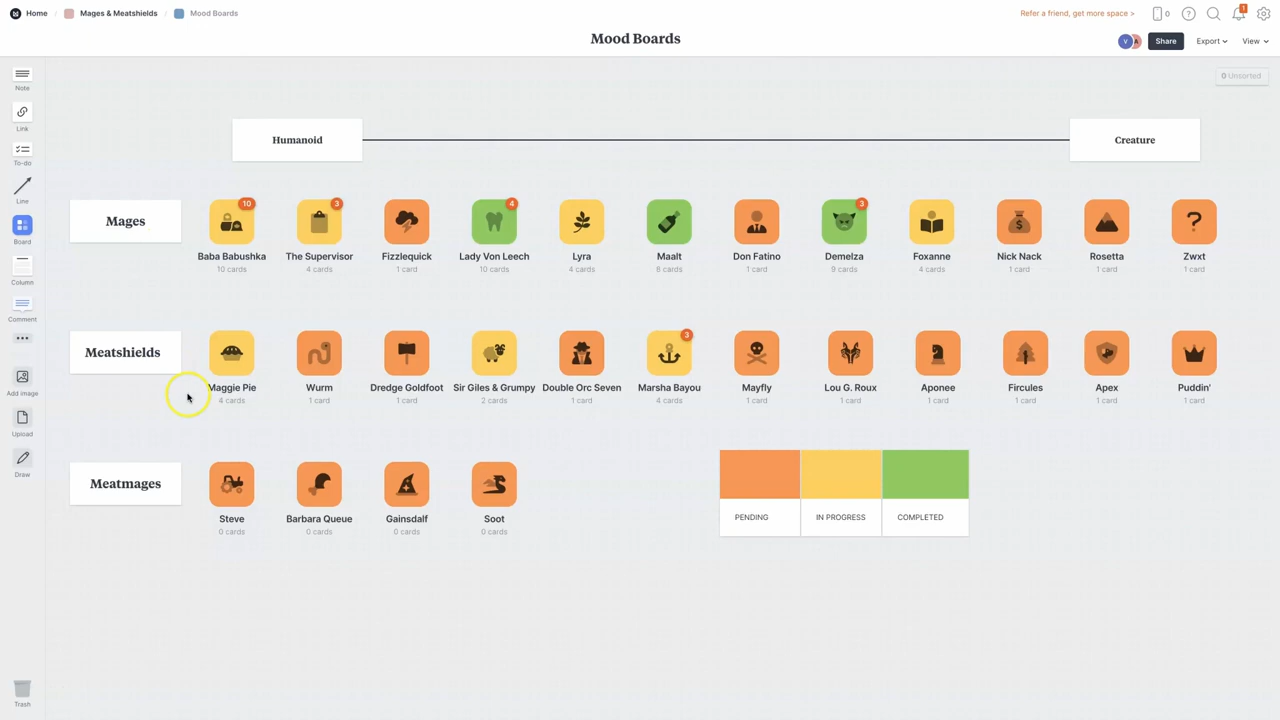 Home
Mages & Meatshields
Mood Boards
Refer a friend, get more space >
0
1
Mood Boards
V
A
Share
Export
View
Note
Link
To-do
Line
Board
Column
Comment
Add image
Upload
Draw
Trash
0 Unsorted
Humanoid
Creature
Mages
10
Baba Babushka
10 cards
3
The Supervisor
4 cards
Fizzlequick
1 card
4
Lady Von Leech
10 cards
Lyra
4 cards
Maalt
8 cards
Don Fatino
1 card
3
Demelza
9 cards
Foxanne
4 cards
$
Nick Nack
1 card
Rosetta
1 card
?
Zwxt
1 card
Meatshields
Maggie Pie
4 cards
Wurm
1 card
Dredge Goldfoot
1 card
Sir Giles & Grumpy
2 cards
Double Orc Seven
1 card
3
Marsha Bayou
4 cards
Mayfly
1 card
Lou G. Roux
1 card
Aponee
1 card
Fircules
1 card
Apex
1 card
Puddin'
1 card
Meatmages
Steve
0 cards
Barbara Queue
0 cards
Gainsdalf
0 cards
Soot
0 cards
PENDING
IN PROGRESS
COMPLETED